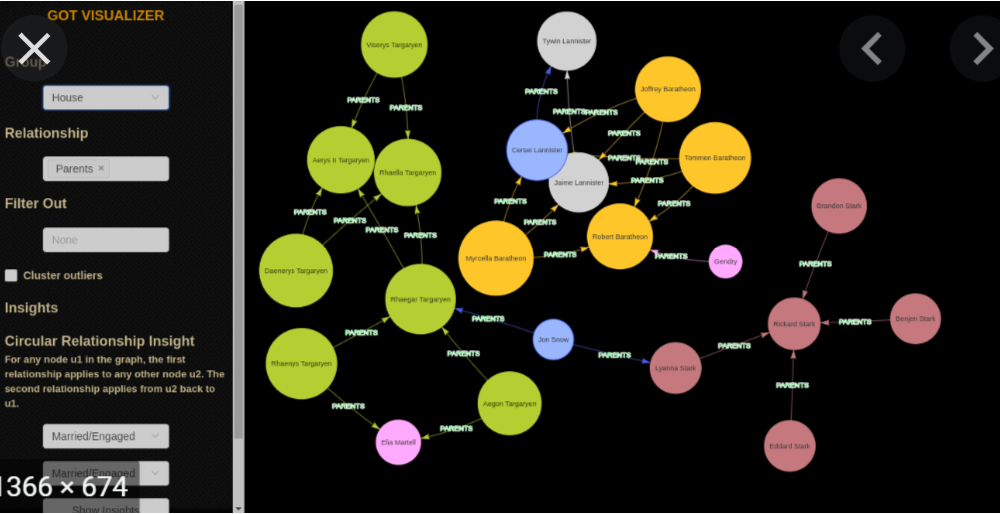 GOT VISUALIZER
Group
House
Relationship
Parents ×
Filter Out
None
Cluster outliers
Insights
Circular Relationship Insight
For any node u1 in the graph, the first
relationship applies to any other node u2. The
second relationship applies from u2 back to
u1.
Married/Engaged
Married/Engaged
1366 × 674
Show Insights
Viserys Targaryen
Tywin Lannister
Joffrey Baratheon
PARENTS
PARENTS
PARENTS
PARENTS
PARENTS
PARENTS
Cersei Lannister
Aerys II Targaryen
Rhaella Targaryen
PARENTS
PARENTS
Tommen Baratheon
Jaime Lannister
PARENTS
PARENTS
PARENTS
Brandon Stark
PARENTS
PARENTS
PARENTS
PARENTS
PARENTS
Robert Baratheon
Myrcella Baratheon
PARENTS
PARENTS
Gendry
PARENTS
Daenerys Targaryen
Rhaegar Targaryen
PARENTS
PARENTS
Benjen Stark
PARENTS
Rickard Stark
Jon Snow
PARENTS
PARENTS
PARENTS
Rhaenys Targaryen
Lyanna Stark
PARENTS
PARENTS
Aegon Targaryen
PARENTS
Elia Martell
Eddard Stark